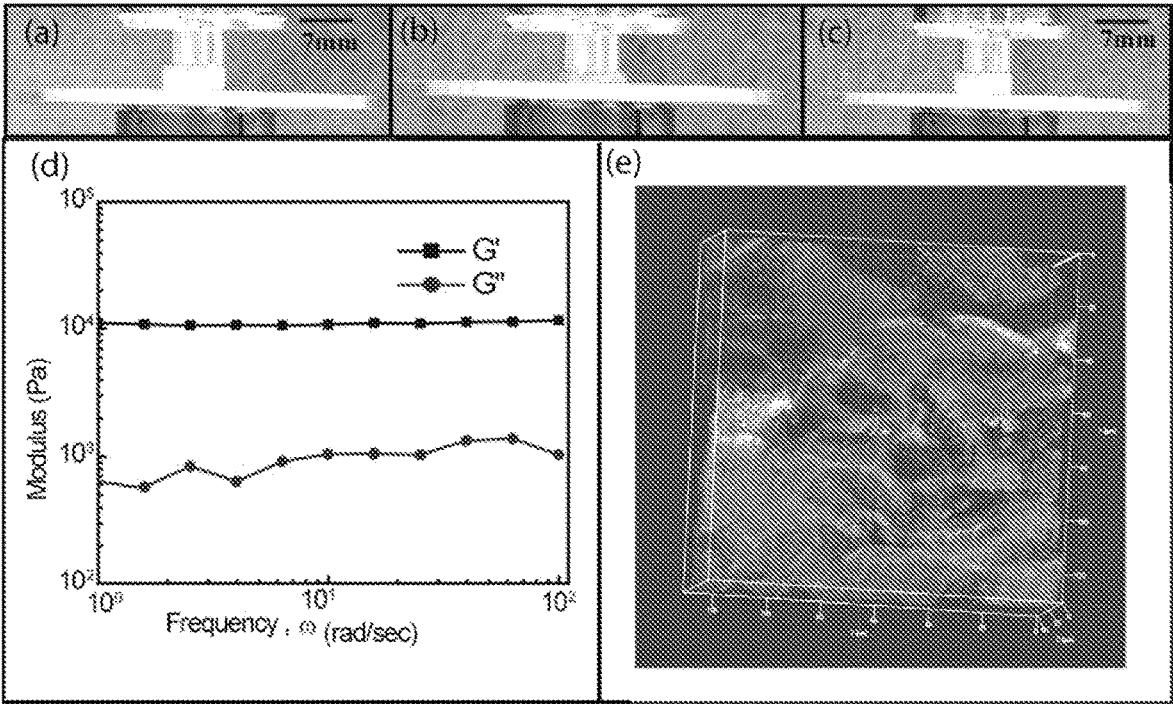 (a)
7mm
(b)
(c)
7mm
(d)
10⁵
G'
G''
10⁴
Modulus (Pa)
10³
10²
10⁰
10¹
10²
Frequency , ω (rad/sec)
(e)